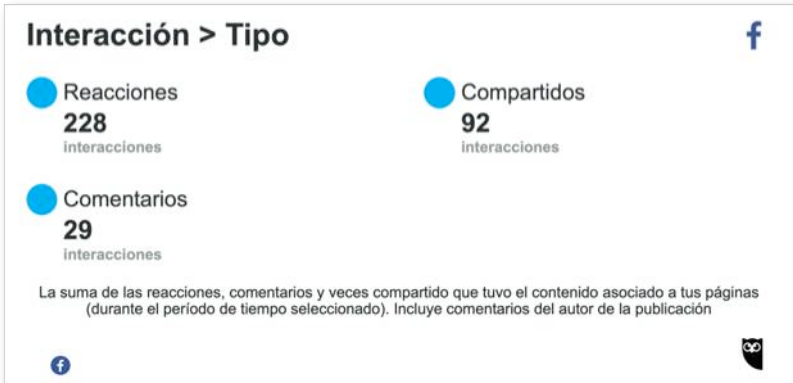 Interacción > Tipo
Reacciones
228
interacciones
Compartidos
92
interacciones
Comentarios
29
interacciones
La suma de las reacciones, comentarios y veces compartido que tuvo el contenido asociado a tus páginas
(durante el período de tiempo seleccionado). Incluye comentarios del autor de la publicación